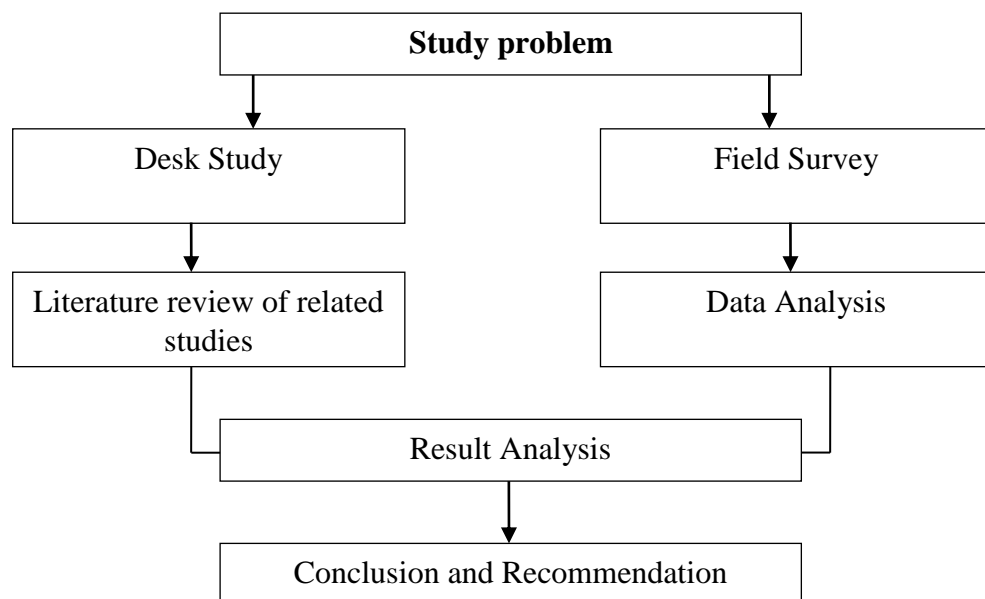 Study problem
Desk Study
Field Survey
Literature review of related
studies
Data Analysis
Result Analysis
Conclusion and Recommendation